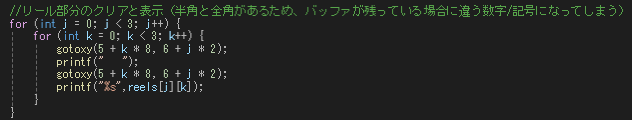 //リール部分のクリアと表示（半角と全角があるため、バッファが残っている場合に違う数字/記号になってしまう）
for (int j = 0; j < 3; j++) {
    for (int k = 0; k < 3; k++) {
        gotoxy(5 + k * 8, 6 + j * 2);
        printf("   ");
        gotoxy(5 + k * 8, 6 + j * 2);
        printf("%s",reels[j][k]);
    }
}